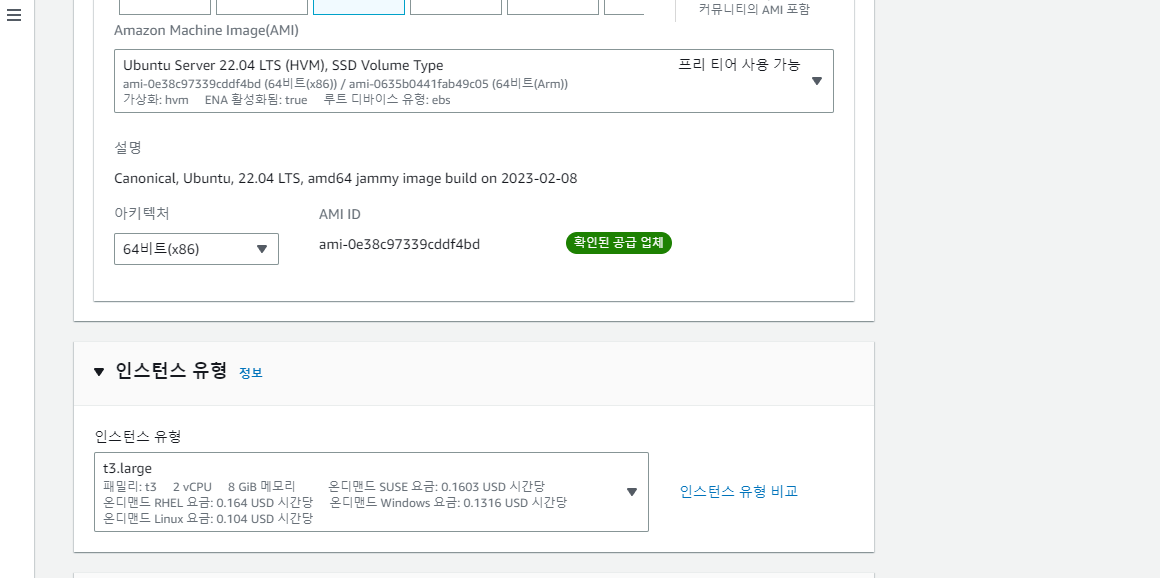 커뮤니티의 AMI 포함
Amazon Machine Image(AMI)
Ubuntu Server 22.04 LTS (HVM), SSD Volume Type 프리 티어 사용 가능
ami-0e38c97339cddf4bd (64비트(x86)) / ami-0635b0441fab49c05 (64비트(Arm))
가상화: hvm ENA 활성화됨: true 루트 디바이스 유형: ebs
설명
Canonical, Ubuntu, 22.04 LTS, amd64 jammy image build on 2023-02-08
아키텍처 AMI ID
64비트(x86) ami-0e38c97339cddf4bd 확인된 공급 업체
인스턴스 유형 정보
인스턴스 유형
t3.large
패밀리: t3 2 vCPU 8 GiB 메모리 온디맨드 SUSE 요금: 0.1603 USD 시간당
온디맨드 RHEL 요금: 0.164 USD 시간당 온디맨드 Windows 요금: 0.1316 USD 시간당
온디맨드 Linux 요금: 0.104 USD 시간당
인스턴스 유형 비교